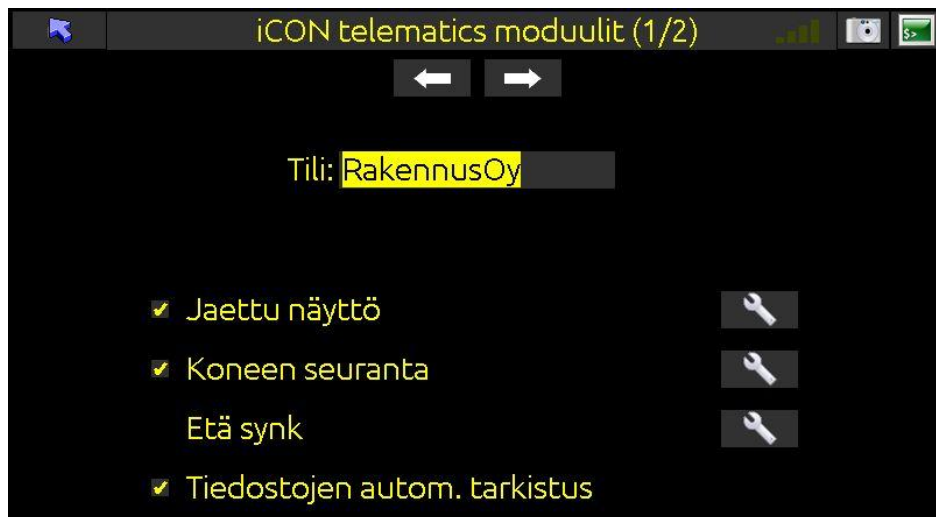 iCON telematics moduulit (1/2)
$>
Tili: RakennusOy
Jaettu näyttö
Koneen seuranta
Etä synk
Tiedostojen autom. tarkistus